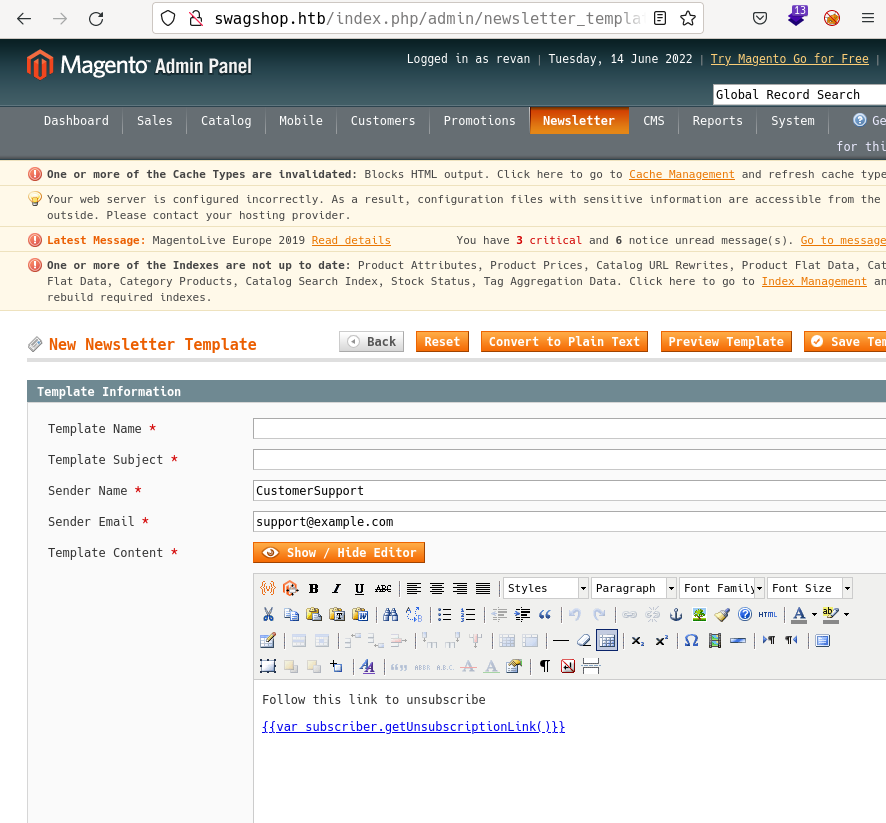 swagshop.htb/index.php/admin/newsletter_templa
13
Magento™ Admin Panel
Logged in as revan | Tuesday, 14 June 2022 | Try Magento Go for Free |
Global Record Search
Dashboard Sales Catalog Mobile Customers Promotions Newsletter CMS Reports System Ge
for thi
One or more of the Cache Types are invalidated: Blocks HTML output. Click here to go to Cache Management and refresh cache type
Your web server is configured incorrectly. As a result, configuration files with sensitive information are accessible from the
outside. Please contact your hosting provider.
Latest Message: MagentoLive Europe 2019 Read details You have 3 critical and 6 notice unread message(s). Go to message
One or more of the Indexes are not up to date: Product Attributes, Product Prices, Catalog URL Rewrites, Product Flat Data, Cat
Flat Data, Category Products, Catalog Search Index, Stock Status, Tag Aggregation Data. Click here to go to Index Management an
rebuild required indexes.
New Newsletter Template Back Reset Convert to Plain Text Preview Template Save Tem
Template Information
Template Name *
Template Subject *
Sender Name * CustomerSupport
Sender Email * support@example.com
Template Content * Show / Hide Editor
B I U ABC Styles Paragraph Font Family Font Size
HTML A ab
x₂ x² Ω ¶ ¶
A ABBR A.B.C. A A ¶
Follow this link to unsubscribe
{{var subscriber.getUnsubscriptionLink()}}